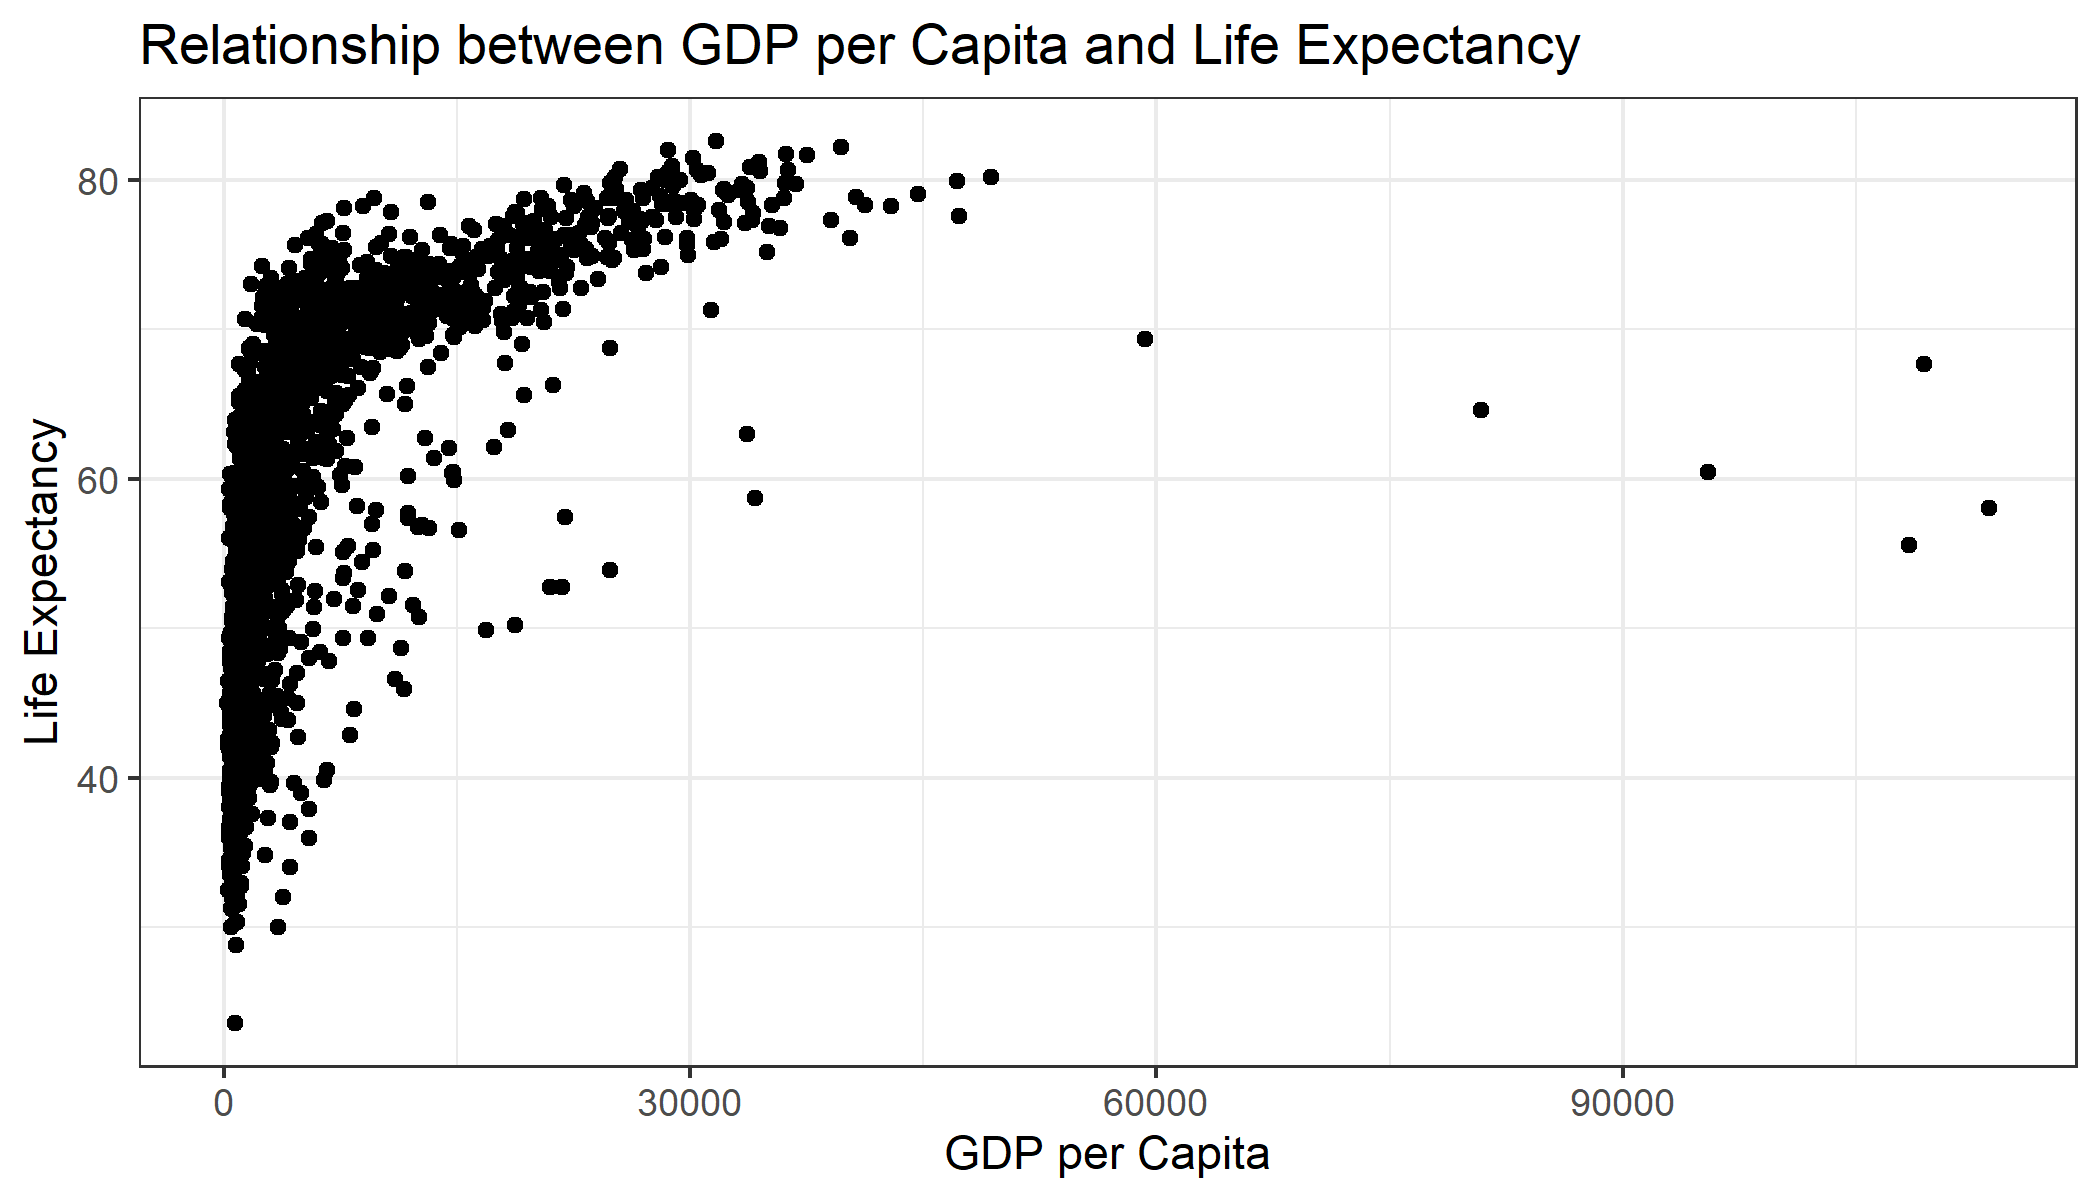 Relationship between GDP per Capita and Life Expectancy
80
60
40
Life Expectancy
0 30000 60000 90000
GDP per Capita